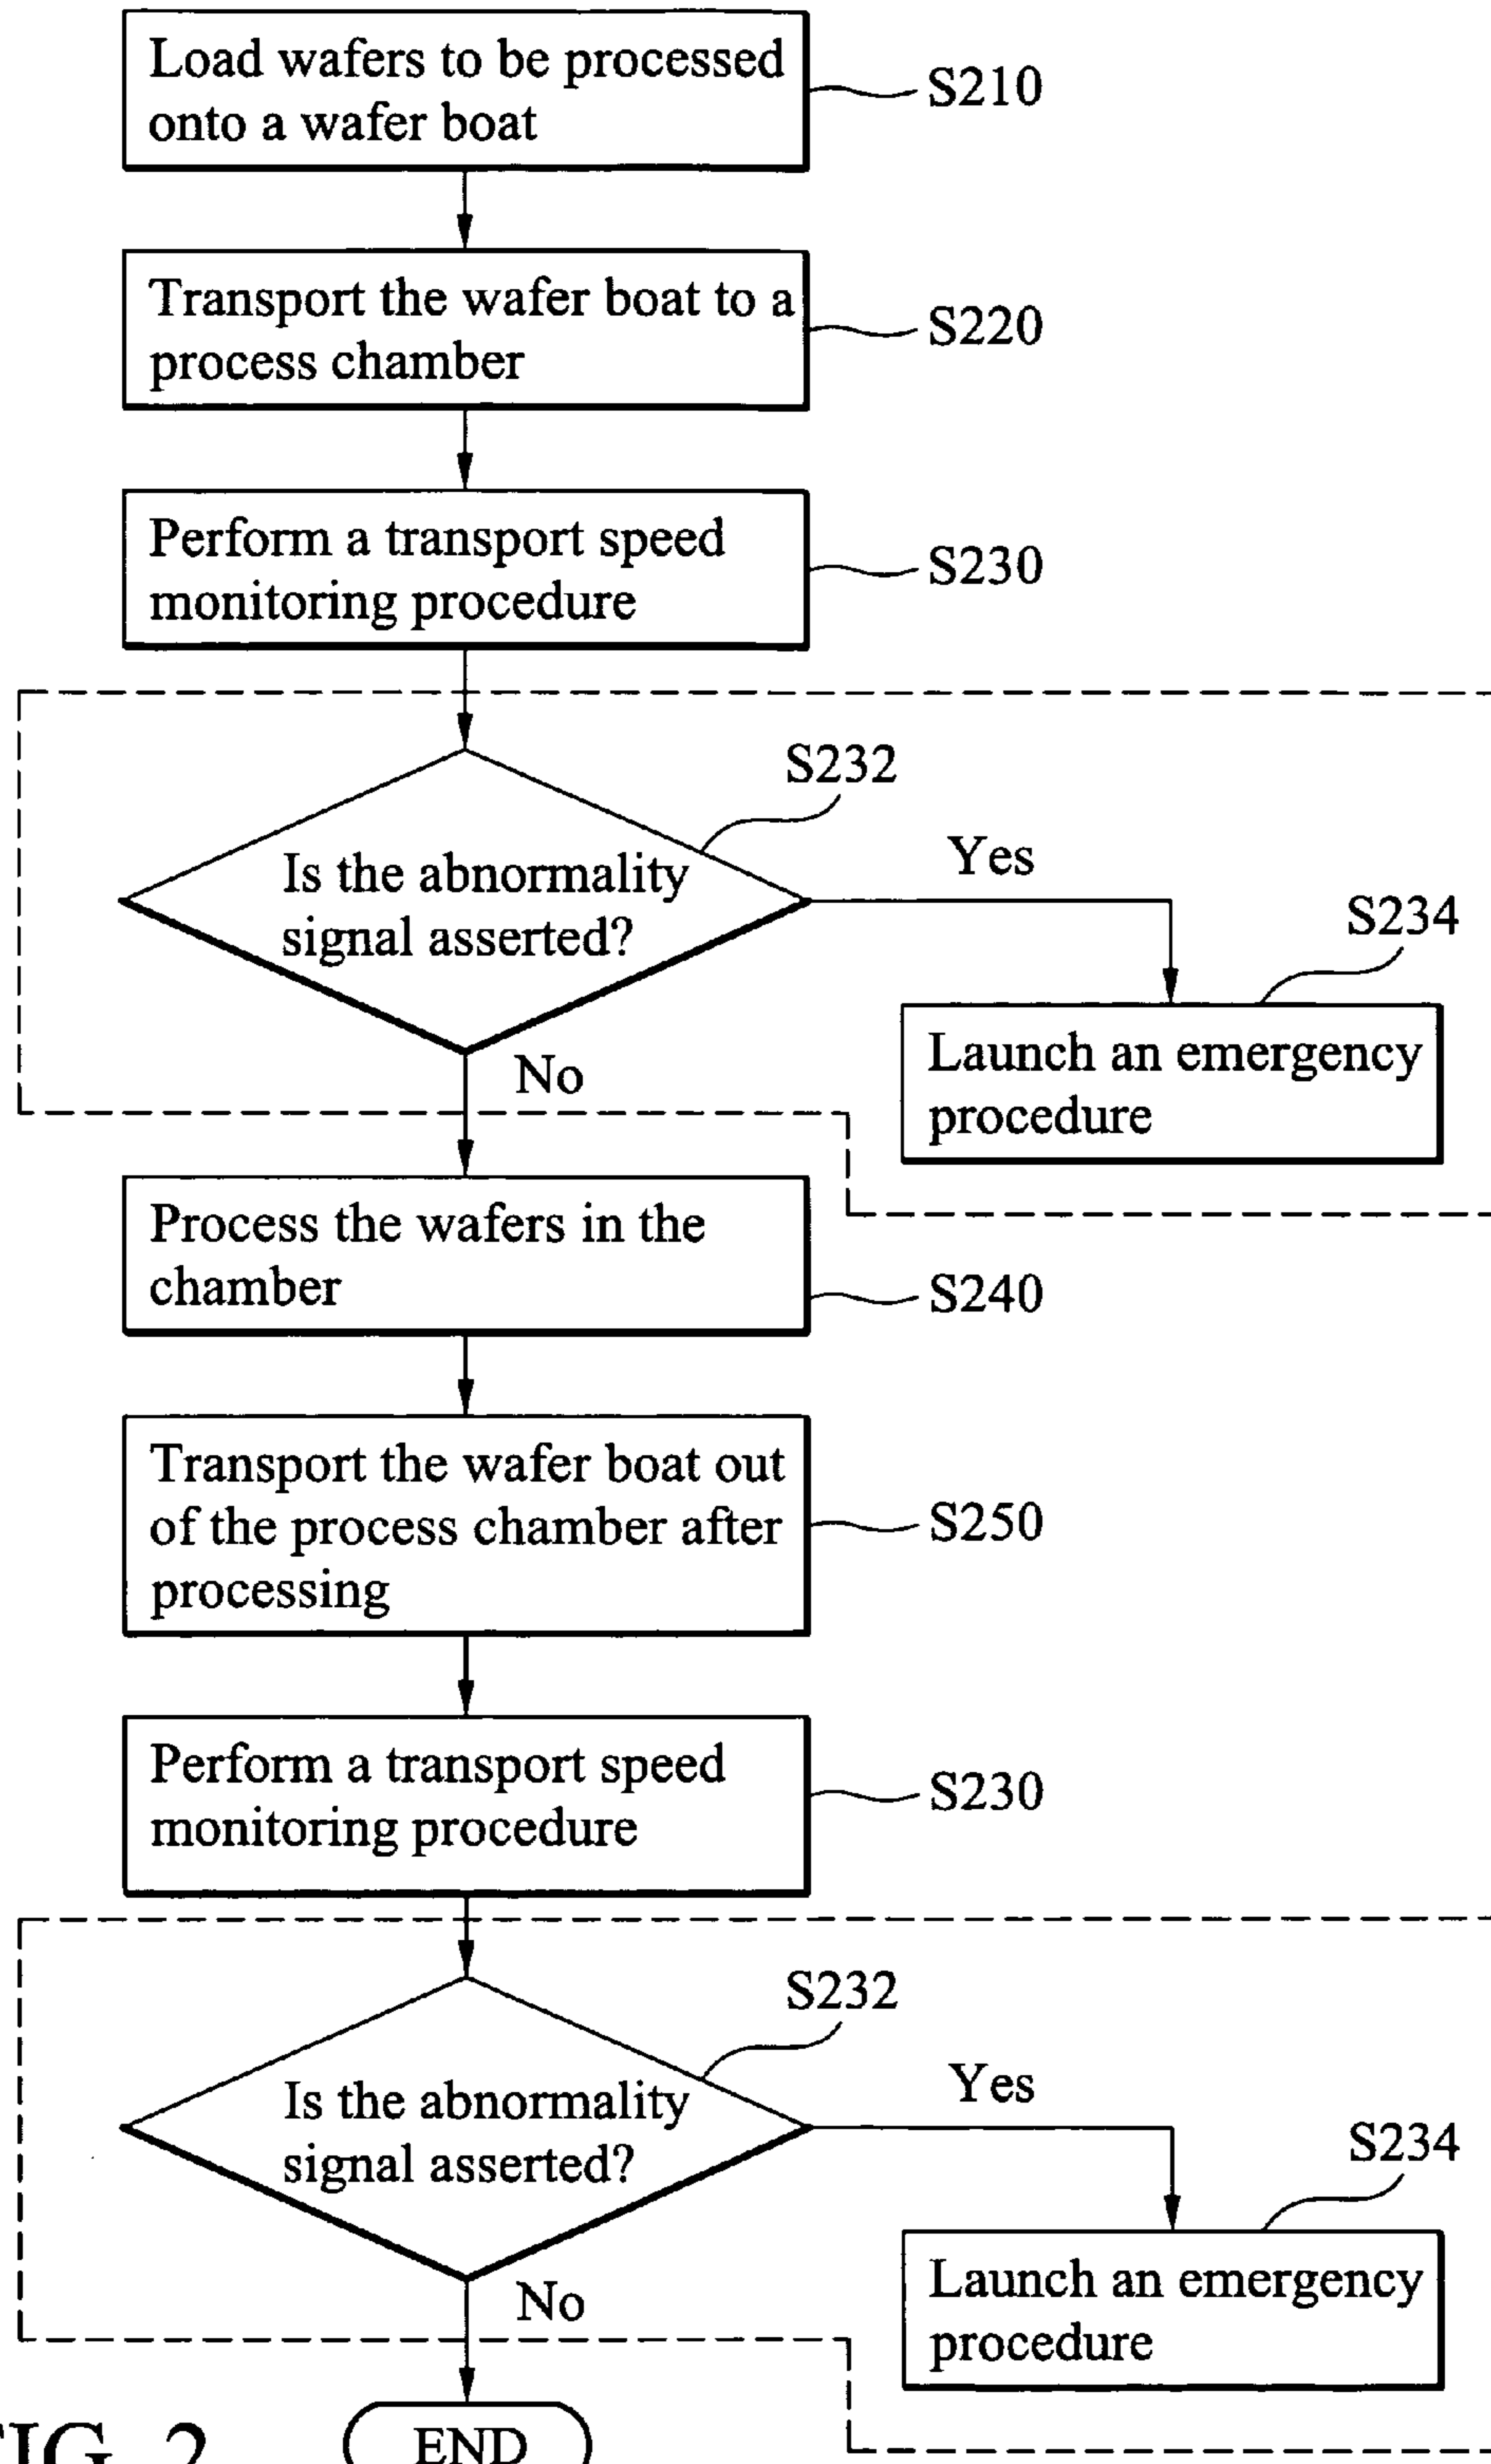 Load wafers to be processed
onto a wafer boat
S210
Transport the wafer boat to a
process chamber
S220
Perform a transport speed
monitoring procedure
S230
S232
Is the abnormality
signal asserted?
Yes
S234
Launch an emergency
procedure
No
Process the wafers in the
chamber
S240
Transport the wafer boat out
of the process chamber after
processing
S250
Perform a transport speed
monitoring procedure
S230
S232
Is the abnormality
signal asserted?
Yes
S234
Launch an emergency
procedure
No
END
FIG. 2